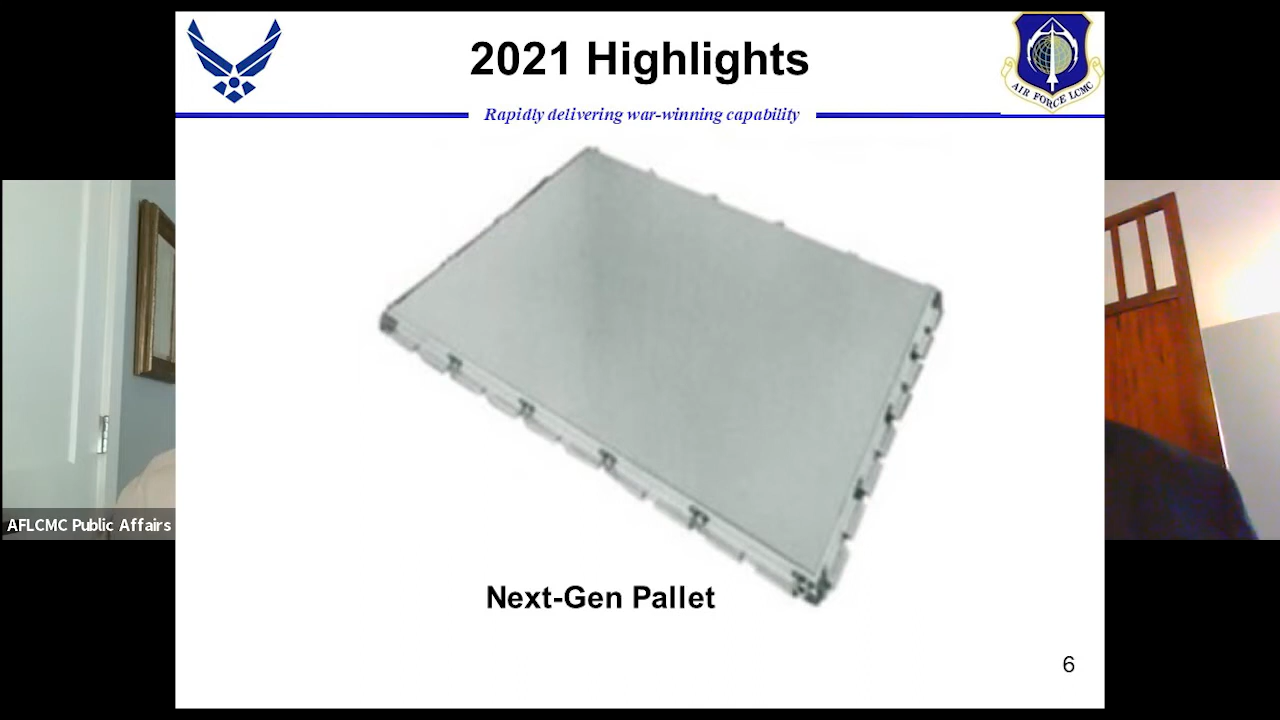 2021 Highlights
AIR FORCE LCMC
Rapidly delivering war-winning capability
AFLCMC Public Affairs
Next-Gen Pallet
6